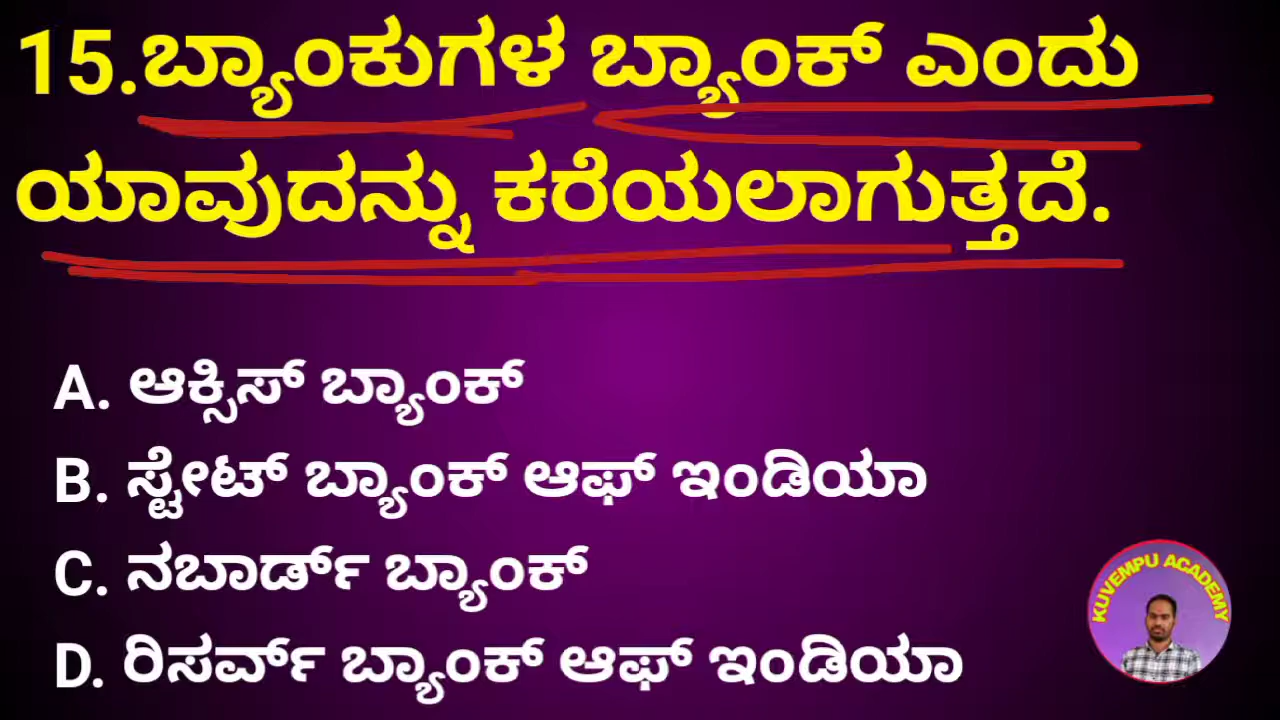 15.ಬ್ಯಾಂಕುಗಳ ಬ್ಯಾಂಕ್ ಎಂದು
ಯಾವುದನ್ನು ಕರೆಯಲಾಗುತ್ತದೆ.
A. ಆಕ್ಸಿಸ್ ಬ್ಯಾಂಕ್
B. ಸ್ಟೇಟ್ ಬ್ಯಾಂಕ್ ಆಫ್ ಇಂಡಿಯಾ
C. ನಬಾರ್ಡ್ ಬ್ಯಾಂಕ್
D. ರಿಸರ್ವ್ ಬ್ಯಾಂಕ್ ಆಫ್ ಇಂಡಿಯಾ
KUVEMPU ACADEMY